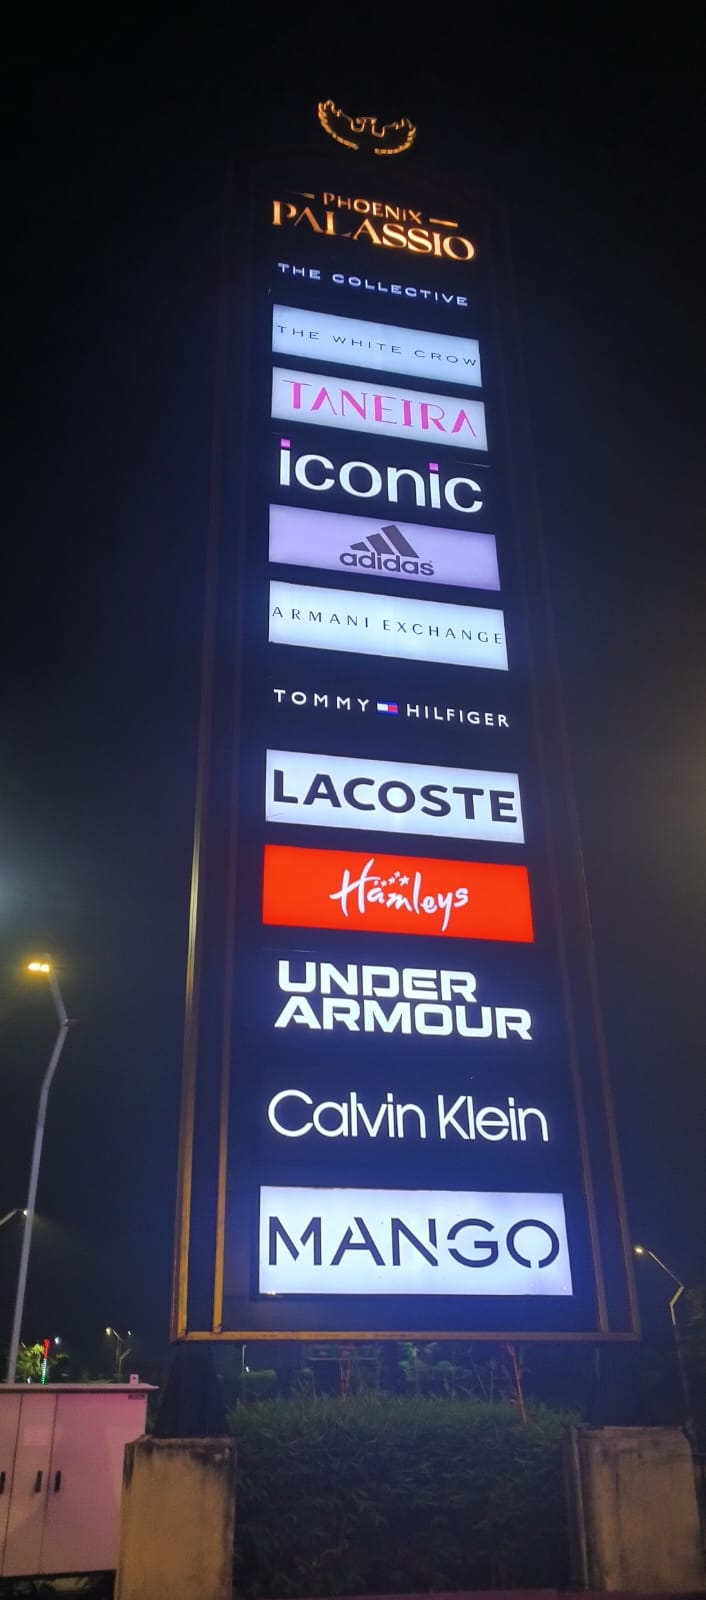 PHOENIX
PALASSIO
THE COLLECTIVE
THE WHITE CROW
TANEIRA
iconic
adidas
ARMANI EXCHANGE
TOMMY HILFIGER
LACOSTE
Hamleys
UNDER
ARMOUR
Calvin Klein
MANGO